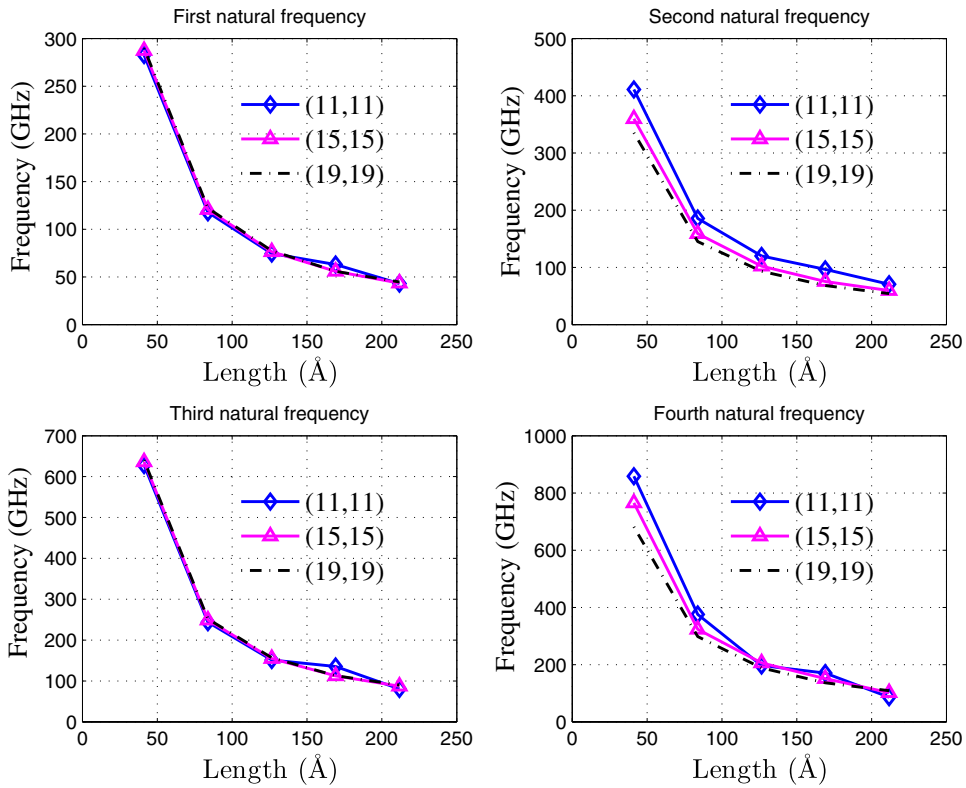 First natural frequency
300
250
200
150
100
50
0
0 50 100 150 200 250
Frequency (GHz)
Length (Å)
(11,11)
(15,15)
(19,19)
Second natural frequency
500
400
300
200
100
0
0 50 100 150 200 250
Frequency (GHz)
Length (Å)
(11,11)
(15,15)
(19,19)
Third natural frequency
700
600
500
400
300
200
100
0
0 50 100 150 200 250
Frequency (GHz)
Length (Å)
(11,11)
(15,15)
(19,19)
Fourth natural frequency
1000
800
600
400
200
0
0 50 100 150 200 250
Frequency (GHz)
Length (Å)
(11,11)
(15,15)
(19,19)